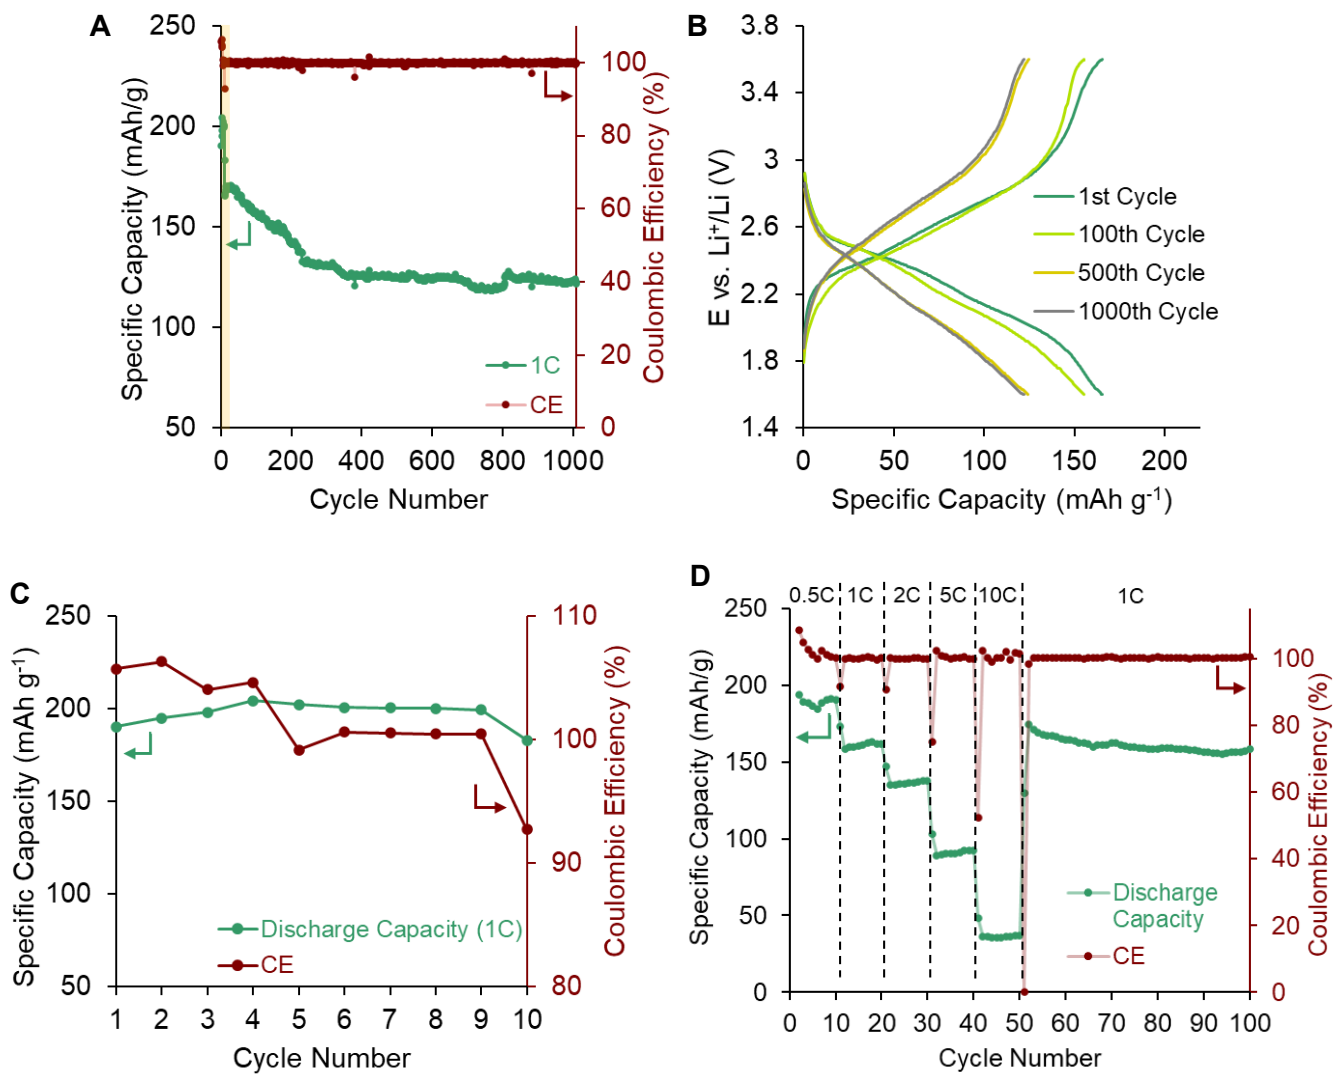 A
250
200
150
100
50
Specific Capacity (mAh/g)
0 200 400 600 800 1000
Cycle Number
100
80
60
40
20
0
Coulombic Efficiency (%)
1C
CE
B
3.8
3.4
3
2.6
2.2
1.8
1.4
E vs. Li⁺/Li (V)
0 50 100 150 200
Specific Capacity (mAh g⁻¹)
1st Cycle
100th Cycle
500th Cycle
1000th Cycle
C
250
200
150
100
50
Specific Capacity (mAh g⁻¹)
1 2 3 4 5 6 7 8 9 10
Cycle Number
110
100
90
80
Coulombic Efficiency (%)
Discharge Capacity (1C)
CE
D
0.5C 1C 2C 5C 10C 1C
250
200
150
100
50
0
Specific Capacity (mAh/g)
0 10 20 30 40 50 60 70 80 90 100
Cycle Number
100
80
60
40
20
0
Coulombic Efficiency (%)
Discharge
Capacity
CE